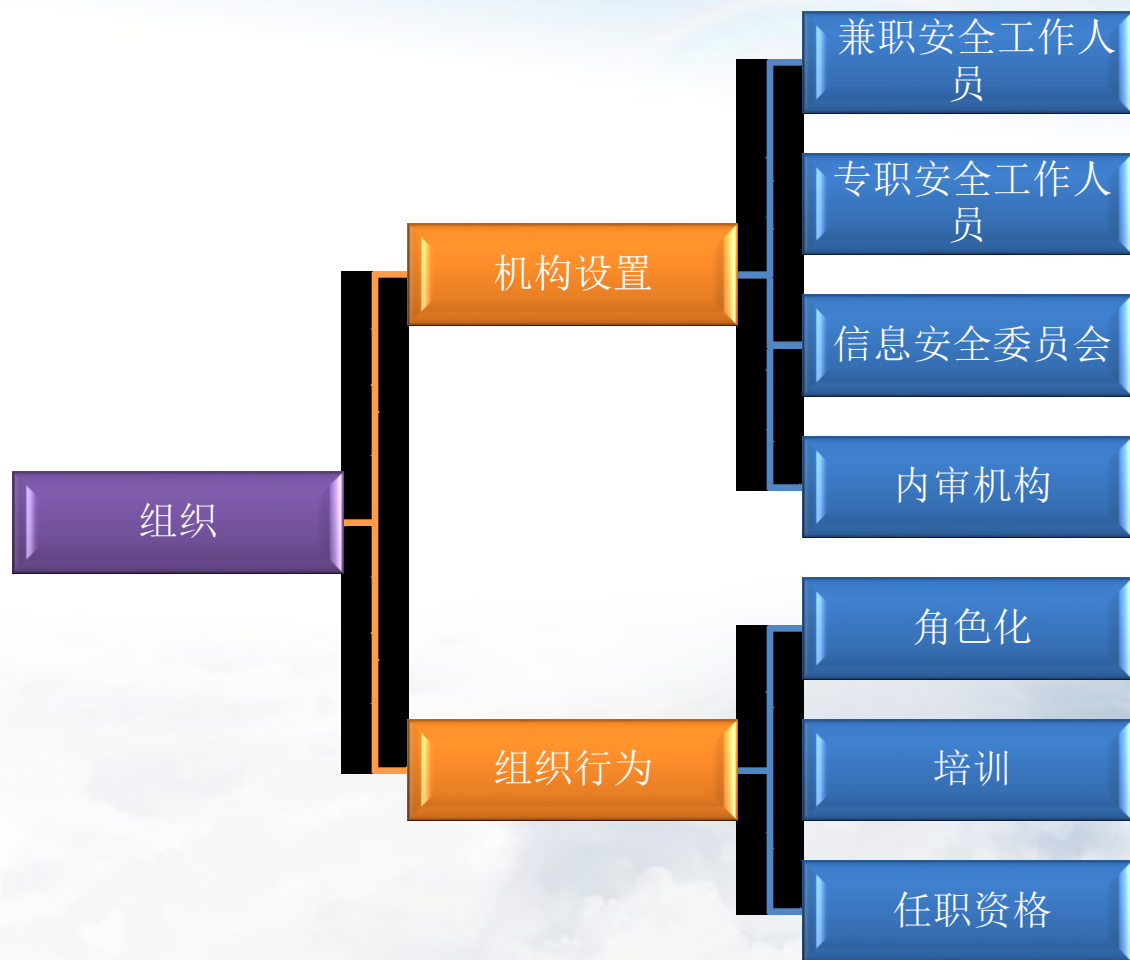 兼职安全工作人
员
专职安全工作人
员
机构设置
信息安全委员会
内审机构
组织
角色化
组织行为
培训
任职资格